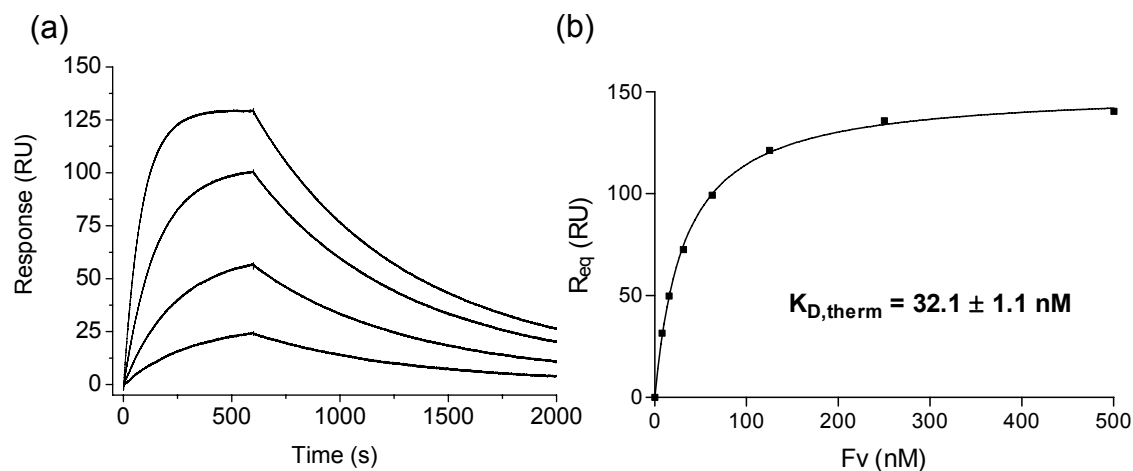 (a)
150
125
100
75
50
25
0
Response (RU)
0 500 1000 1500 2000
Time (s)
(b)
150
100
50
0
R_eq (RU)
K_D,therm = 32.1 ± 1.1 nM
0 100 200 300 400 500
Fv (nM)